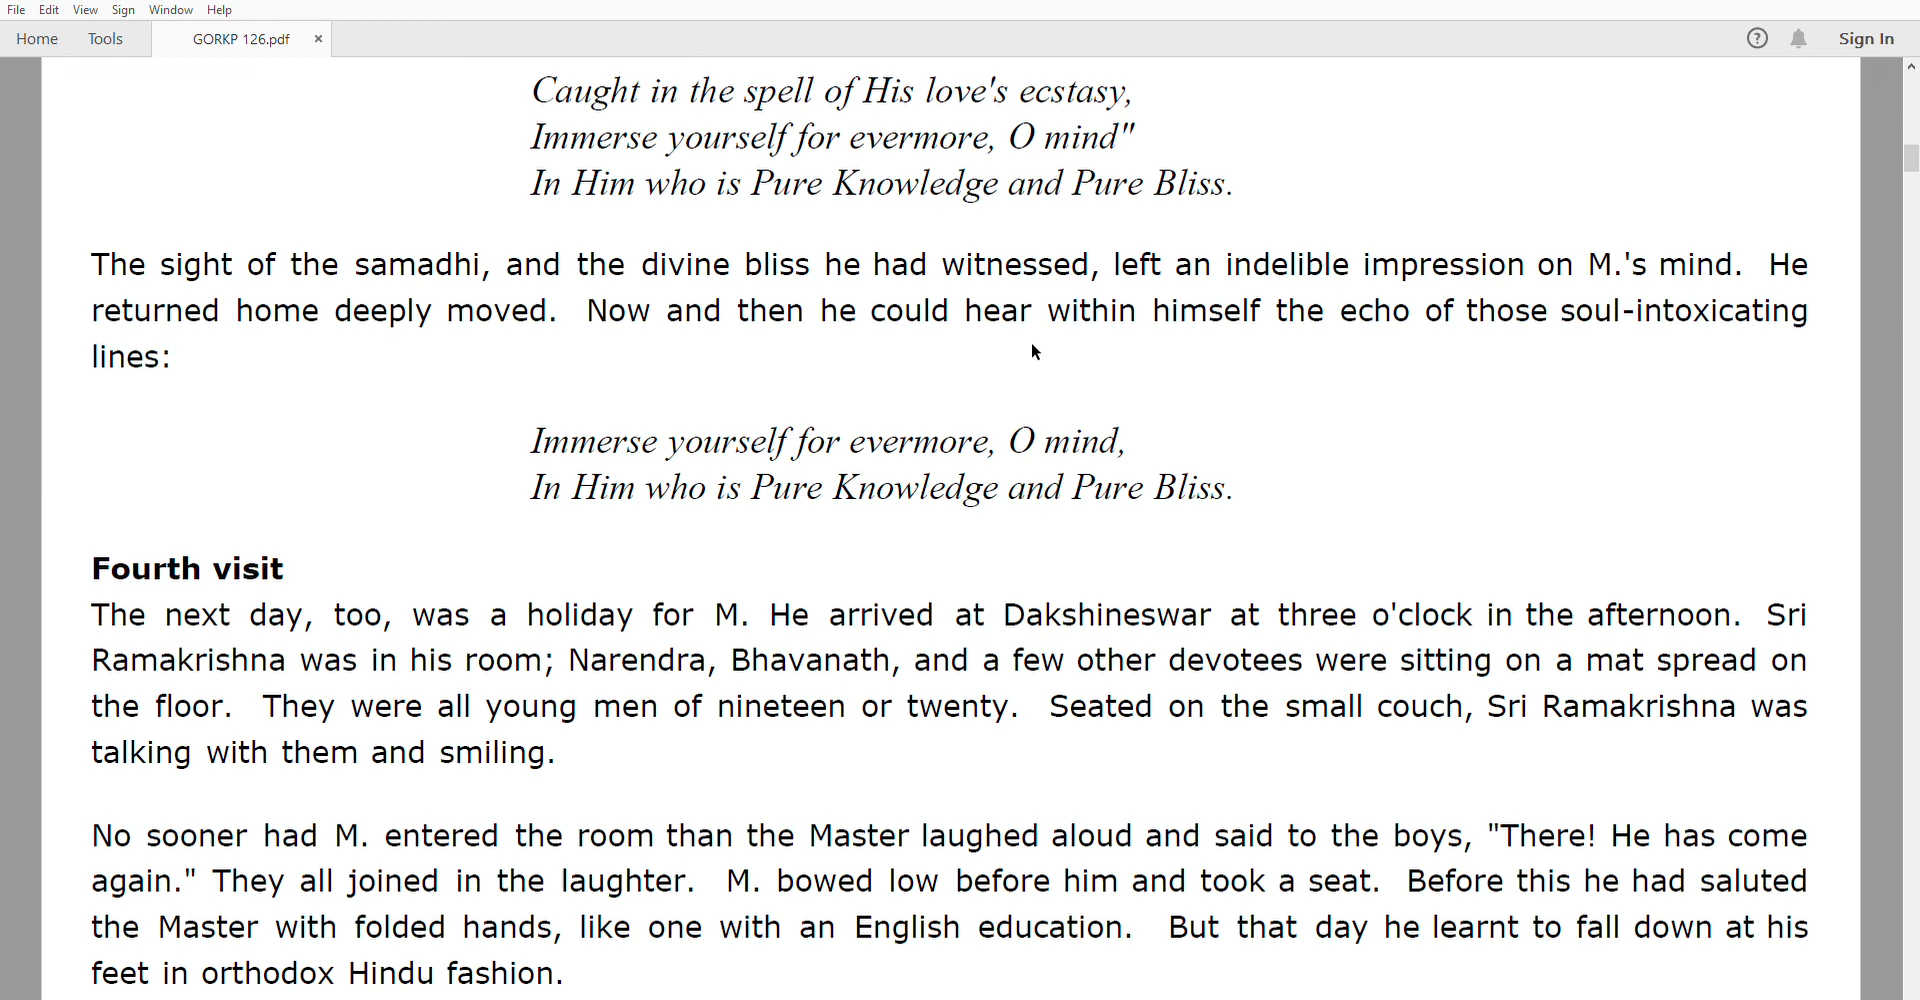 File Edit View Sign Window Help
Home Tools GORKP 126.pdf × ? Sign In
Caught in the spell of His love's ecstasy,
Immerse yourself for evermore, O mind"
In Him who is Pure Knowledge and Pure Bliss.
The sight of the samadhi, and the divine bliss he had witnessed, left an indelible impression on M.'s mind. He
returned home deeply moved. Now and then he could hear within himself the echo of those soul-intoxicating
lines:
Immerse yourself for evermore, O mind,
In Him who is Pure Knowledge and Pure Bliss.
Fourth visit
The next day, too, was a holiday for M. He arrived at Dakshineswar at three o'clock in the afternoon. Sri
Ramakrishna was in his room; Narendra, Bhavanath, and a few other devotees were sitting on a mat spread on
the floor. They were all young men of nineteen or twenty. Seated on the small couch, Sri Ramakrishna was
talking with them and smiling.
No sooner had M. entered the room than the Master laughed aloud and said to the boys, "There! He has come
again." They all joined in the laughter. M. bowed low before him and took a seat. Before this he had saluted
the Master with folded hands, like one with an English education. But that day he learnt to fall down at his
feet in orthodox Hindu fashion.